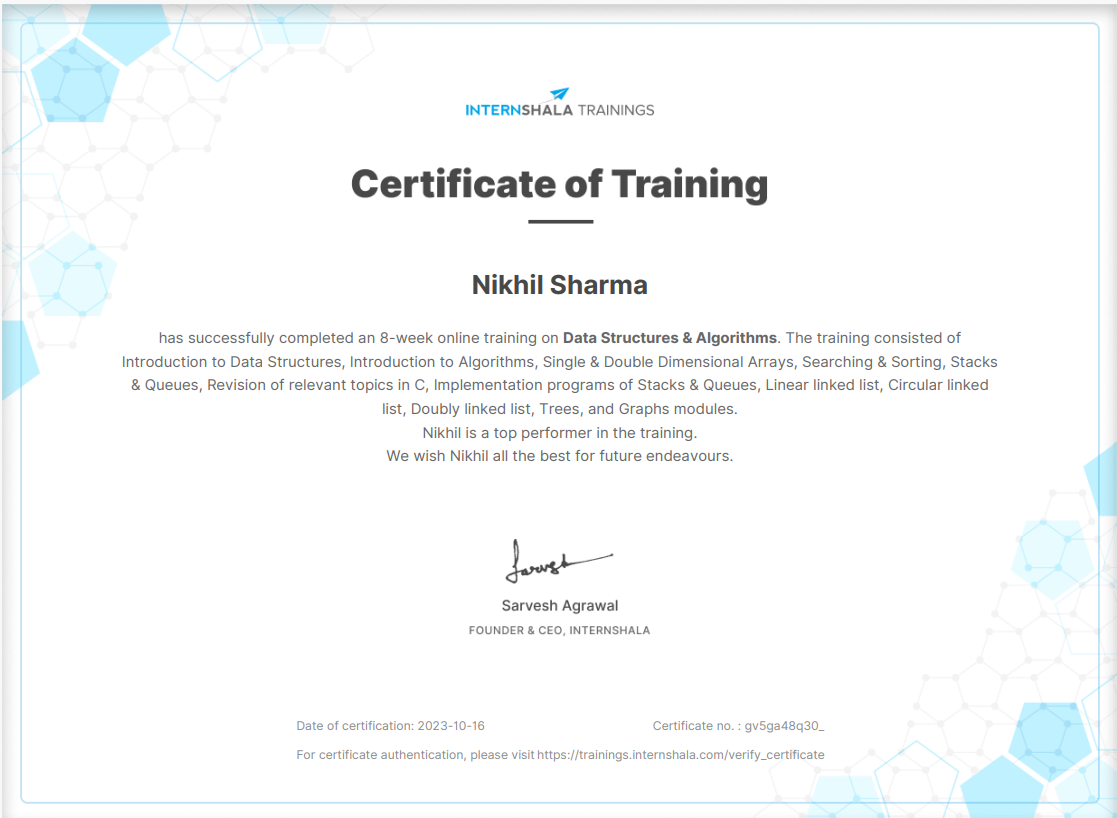 INTERNSHALA TRAININGS
Certificate of Training
Nikhil Sharma
has successfully completed an 8-week online training on Data Structures & Algorithms. The training consisted of
Introduction to Data Structures, Introduction to Algorithms, Single & Double Dimensional Arrays, Searching & Sorting, Stacks
& Queues, Revision of relevant topics in C, Implementation programs of Stacks & Queues, Linear linked list, Circular linked
list, Doubly linked list, Trees, and Graphs modules.
Nikhil is a top performer in the training.
We wish Nikhil all the best for future endeavours.
Sarvesh
Sarvesh Agrawal
FOUNDER & CEO, INTERNSHALA
Date of certification: 2023-10-16 Certificate no. : gv5ga48q30_
For certificate authentication, please visit https://trainings.internshala.com/verify_certificate